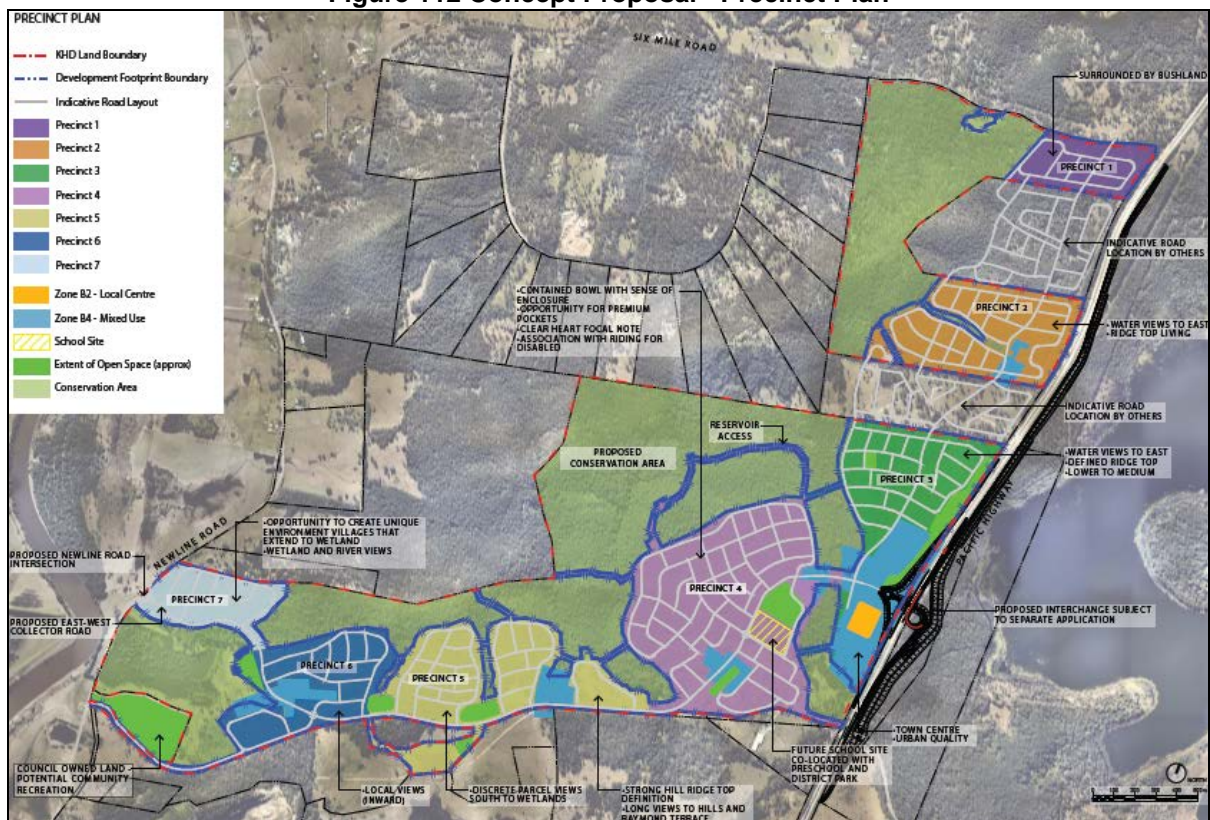 Figure 112 Concept Proposal - Precinct Plan
PRECINCT PLAN
KHD Land Boundary
Development Footprint Boundary
Indicative Road Layout
Precinct 1
Precinct 2
Precinct 3
Precinct 4
Precinct 5
Precinct 6
Precinct 7
Zone B2 - Local Centre
Zone B4 - Mixed Use
School Site
Extent of Open Space (approx)
Conservation Area
SIX MILE ROAD
-SURROUNDED BY BUSHLAND
PRECINCT 1
INDICATIVE ROAD
LOCATION BY OTHERS
-CONTAINED BOWL WITH SENSE OF
ENCLOSURE
-OPPORTUNITY FOR PREMIUM
POCKETS
-CLEAR HEART FOCAL NOTE
-ASSOCIATION WITH RIDING FOR
DISABLED
PRECINCT 2
-WATER VIEWS TO EAST
-RIDGE TOP LIVING
INDICATIVE ROAD
LOCATION BY OTHERS
RESERVOIR
ACCESS
PROPOSED
CONSERVATION AREA
-WATER VIEWS TO EAST
-DEFINED RIDGE TOP
-LOWER TO MEDIUM
PRECINCT 3
PACIFIC HIGHWAY
NEWLINE ROAD
-OPPORTUNITY TO CREATE UNIQUE
ENVIRONMENT VILLAGES THAT
EXTEND TO WETLAND
-WETLAND AND RIVER VIEWS
PROPOSED NEWLINE ROAD
INTERSECTION
PRECINCT 7
PRECINCT 4
PROPOSED EAST-WEST
COLLECTOR ROAD
PROPOSED INTERCHANGE SUBJECT
TO SEPARATE APPLICATION
PRECINCT 6
PRECINCT 5
-TOWN CENTRE
-URBAN QUALITY
COUNCIL OWNED LAND -
POTENTIAL COMMUNITY
RECREATION
-LOCAL VIEWS
(INWARD)
-DISCRETE PARCEL VIEWS
SOUTH TO WETLANDS
-STRONG HILL RIDGE TOP
DEFINITION
-LONG VIEWS TO HILLS AND
RAYMOND TERRACE
FUTURE SCHOOL SITE
CO-LOCATED WITH
PRESCHOOL AND
DISTRICT PARK
NORTH